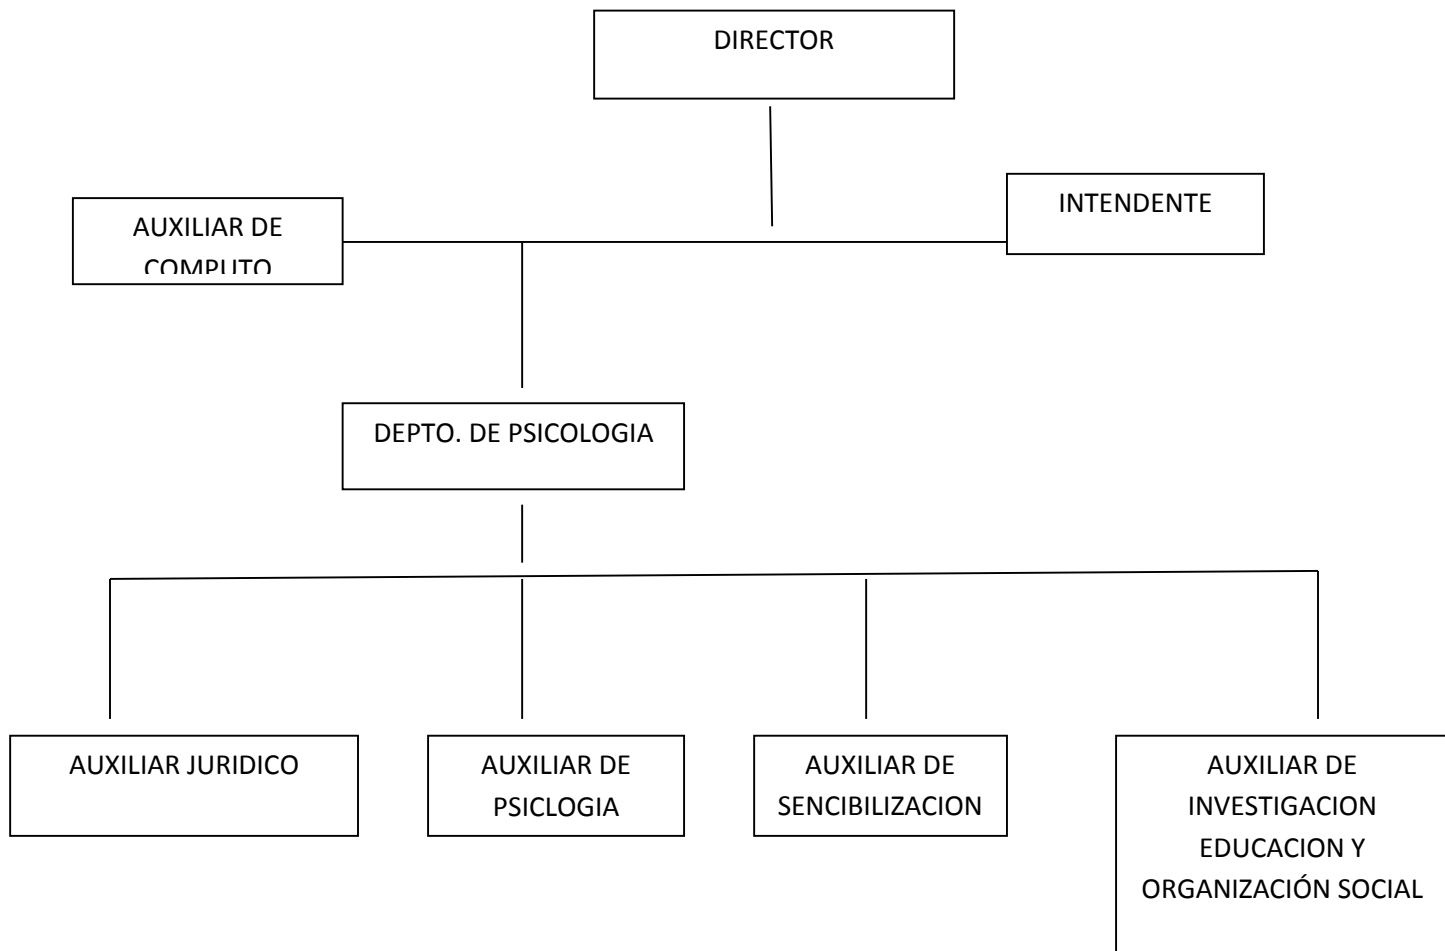 DIRECTOR
INTENDENTE
AUXILIAR DE
COMPUTO
DEPTO. DE PSICOLOGIA
AUXILIAR JURIDICO
AUXILIAR DE
PSICLOGIA
AUXILIAR DE
SENCIBILIZACION
AUXILIAR DE
INVESTIGACION
EDUCACION Y
ORGANIZACIÓN SOCIAL